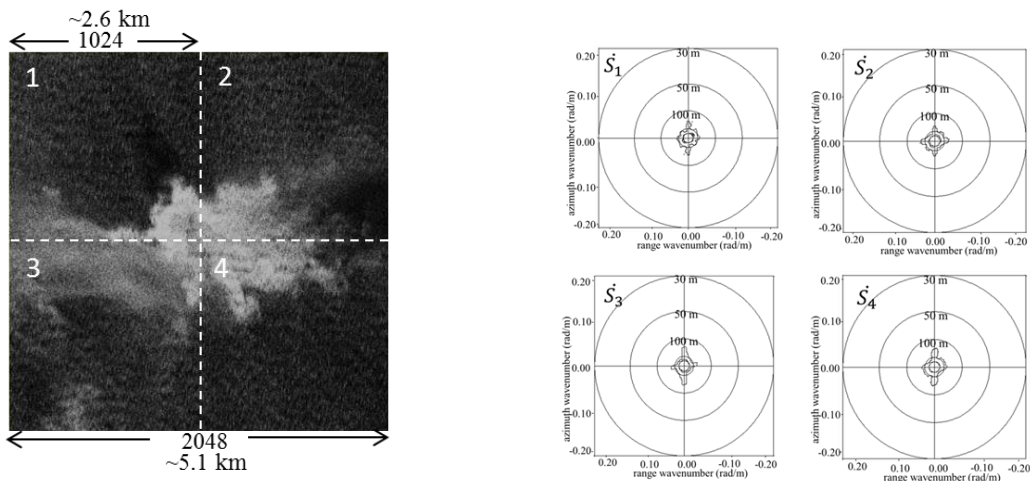 ~2.6 km
1024
1
2
3
4
2048
~5.1 km
Ṡ₁
0.20
0.10
0.00
-0.10
-0.20
azimuth wavenumber (rad/m)
30 m
50 m
100 m
0.20 0.10 0.00 -0.10 -0.20
range wavenumber (rad/m)
Ṡ₂
0.20
0.10
0.00
-0.10
-0.20
azimuth wavenumber (rad/m)
30 m
50 m
100 m
0.20 0.10 0.00 -0.10 -0.20
range wavenumber (rad/m)
Ṡ₃
0.20
0.10
0.00
-0.10
-0.20
azimuth wavenumber (rad/m)
30 m
50 m
100 m
0.20 0.10 0.00 -0.10 -0.20
range wavenumber (rad/m)
Ṡ₄
0.20
0.10
0.00
-0.10
-0.20
azimuth wavenumber (rad/m)
30 m
50 m
100 m
0.20 0.10 0.00 -0.10 -0.20
range wavenumber (rad/m)